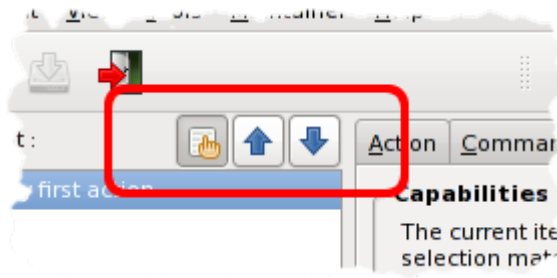 t :
Action Comman
first action
Capabilities
The current ite
selection mat